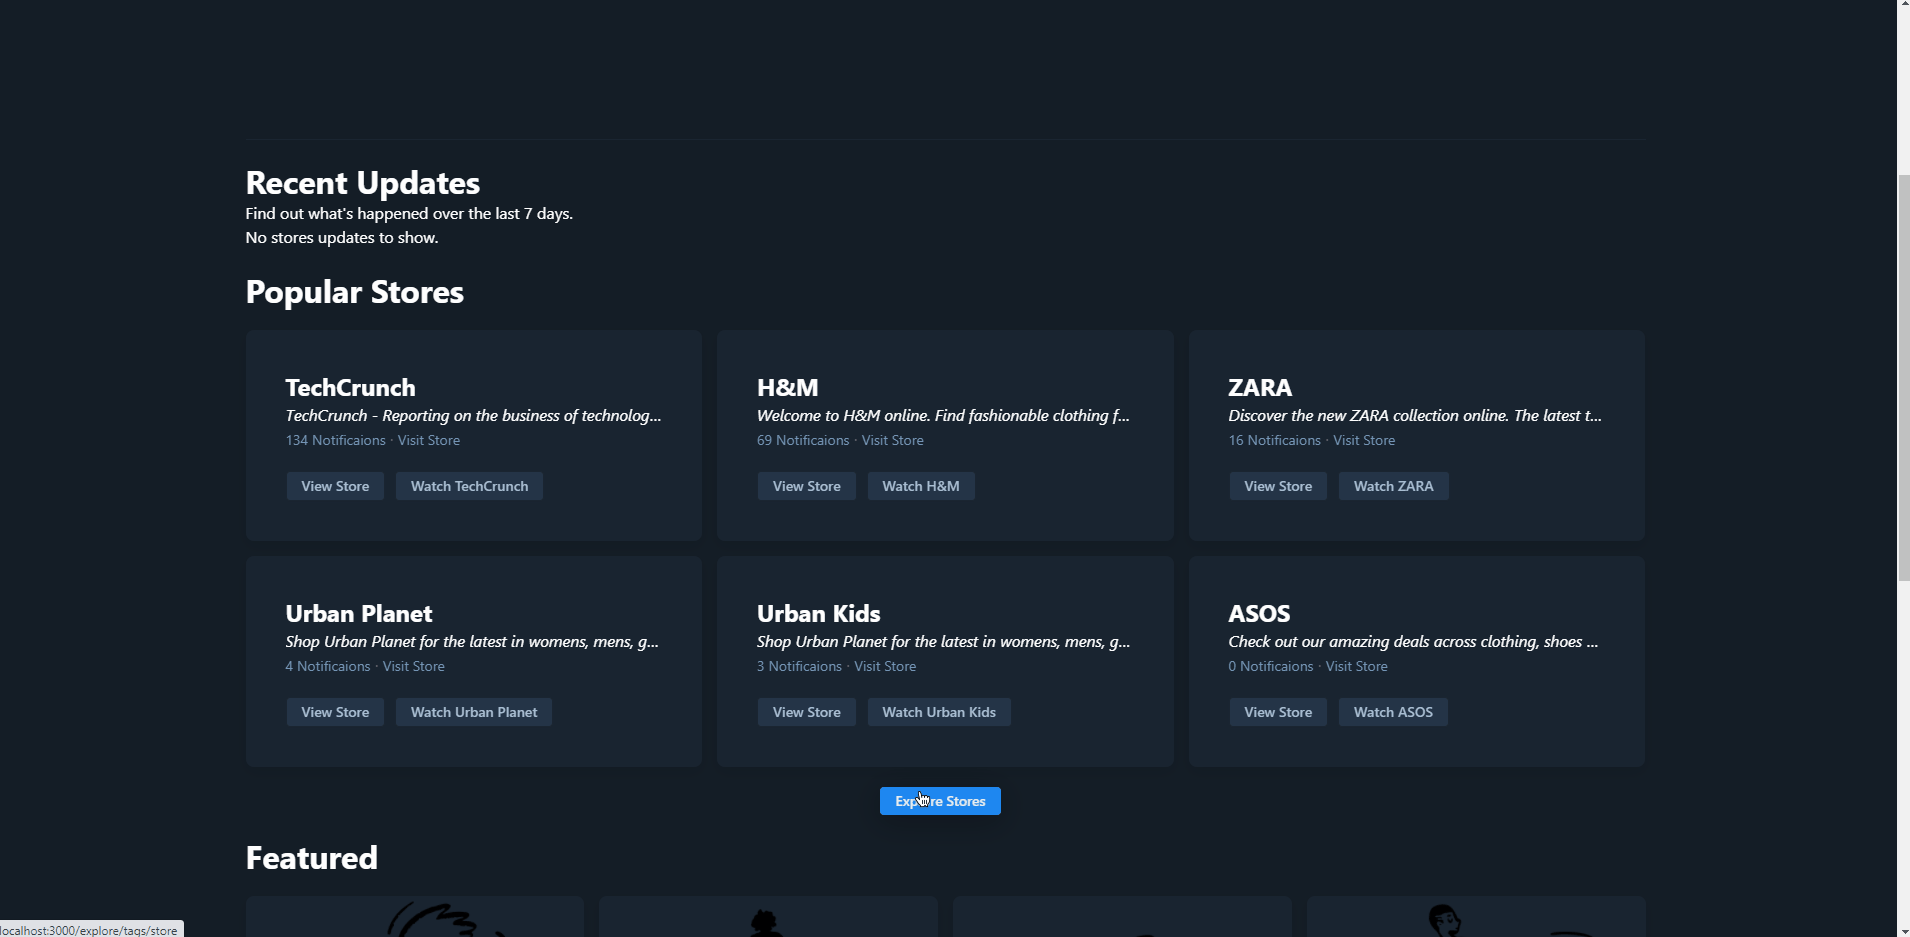 Recent Updates
Find out what's happened over the last 7 days.
No stores updates to show.
Popular Stores
TechCrunch
TechCrunch - Reporting on the business of technolog...
134 Notificaions · Visit Store
View Store
Watch TechCrunch
H&M
Welcome to H&M online. Find fashionable clothing f...
69 Notificaions · Visit Store
View Store
Watch H&M
ZARA
Discover the new ZARA collection online. The latest t...
16 Notificaions · Visit Store
View Store
Watch ZARA
Urban Planet
Shop Urban Planet for the latest in womens, mens, g...
4 Notificaions · Visit Store
View Store
Watch Urban Planet
Urban Kids
Shop Urban Planet for the latest in womens, mens, g...
3 Notificaions · Visit Store
View Store
Watch Urban Kids
ASOS
Check out our amazing deals across clothing, shoes ...
0 Notificaions · Visit Store
View Store
Watch ASOS
Stores
Featured
localhost:3000/explore/tags/store